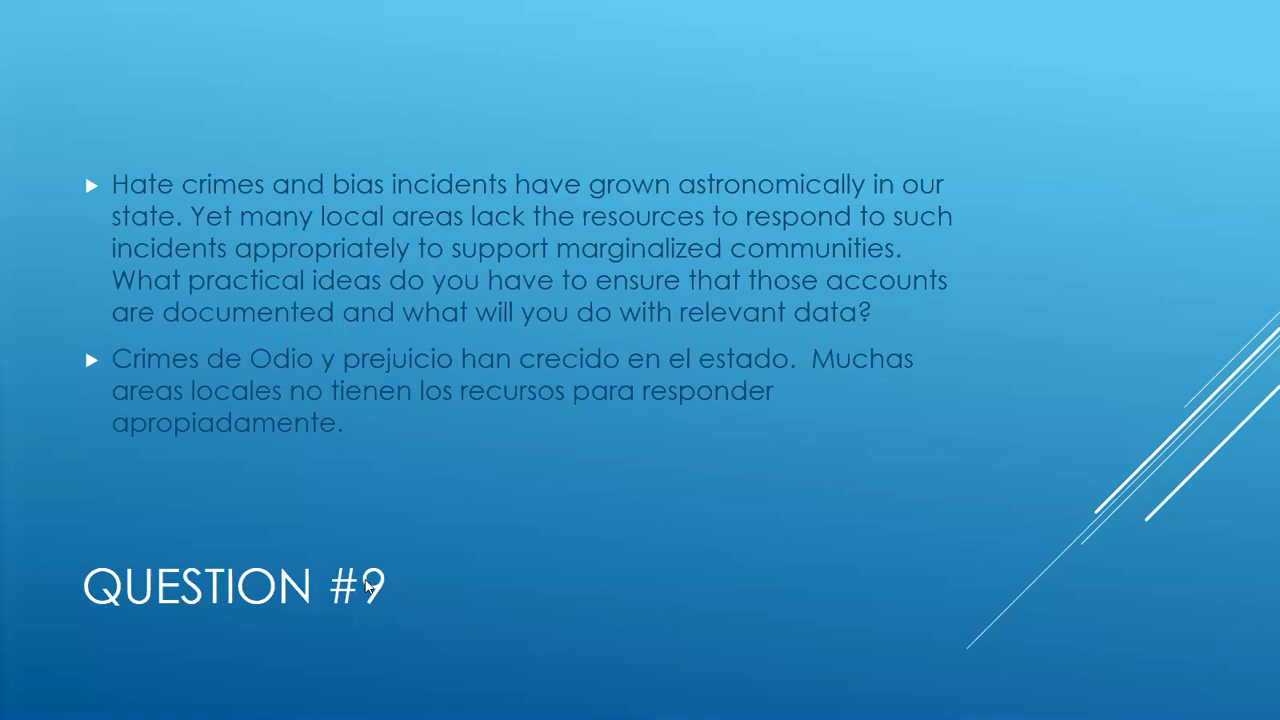 Hate crimes and bias incidents have grown astronomically in our
state. Yet many local areas lack the resources to respond to such
incidents appropriately to support marginalized communities.
What practical ideas do you have to ensure that those accounts
are documented and what will you do with relevant data?
Crimes de Odio y prejuicio han crecido en el estado.  Muchas
areas locales no tienen los recursos para responder
apropiadamente.
QUESTION #9